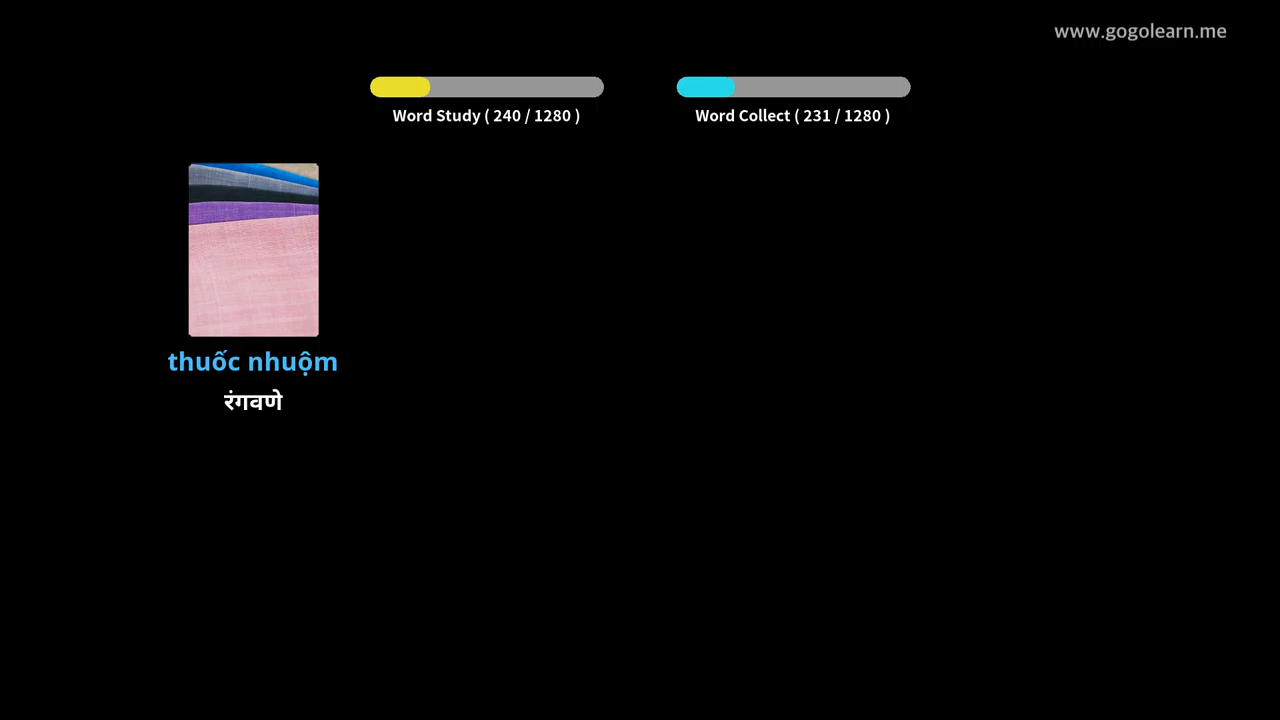 www.gogolearn.me
Word Study ( 240 / 1280 )
Word Collect ( 231 / 1280 )
thuốc nhuộm
रंगवणे